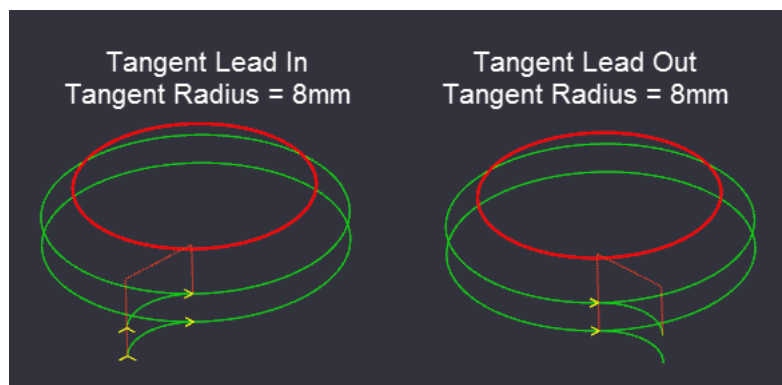 Tangent Lead In
Tangent Radius = 8mm
Tangent Lead Out
Tangent Radius = 8mm